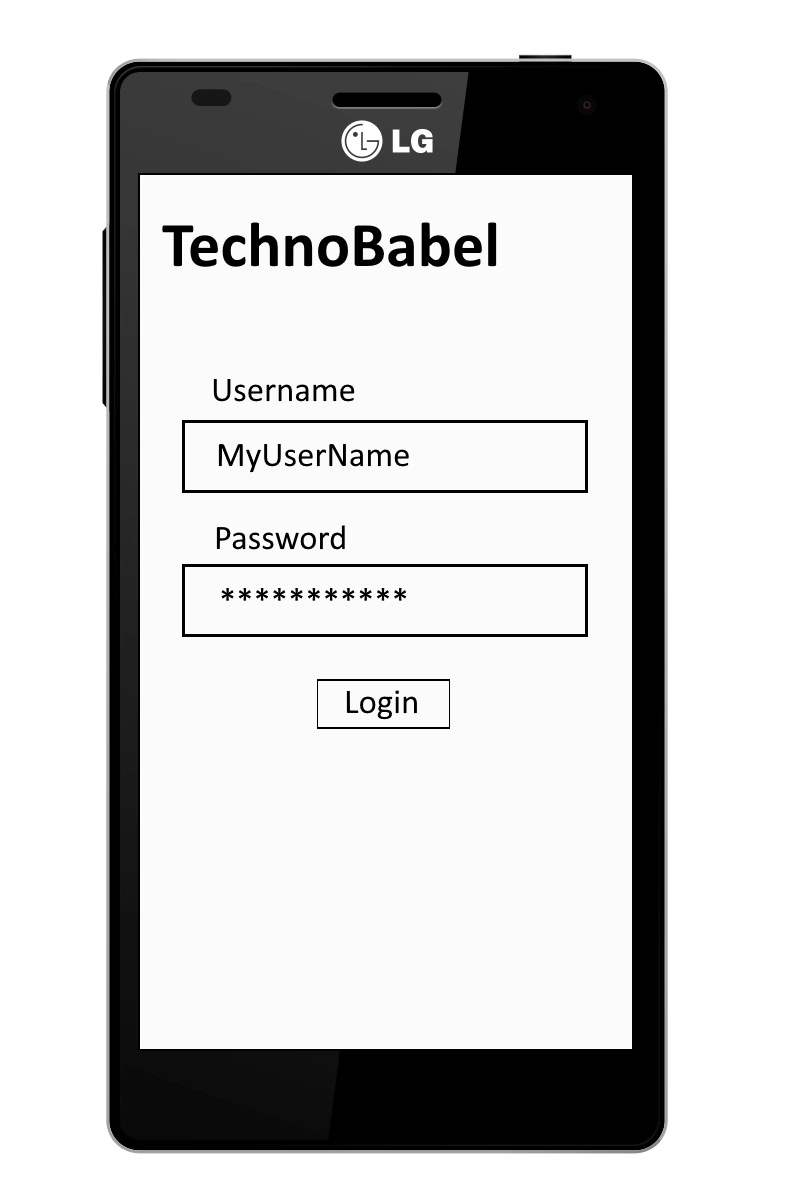 LG
TechnoBabel
Username
MyUserName
Password
***********
Login